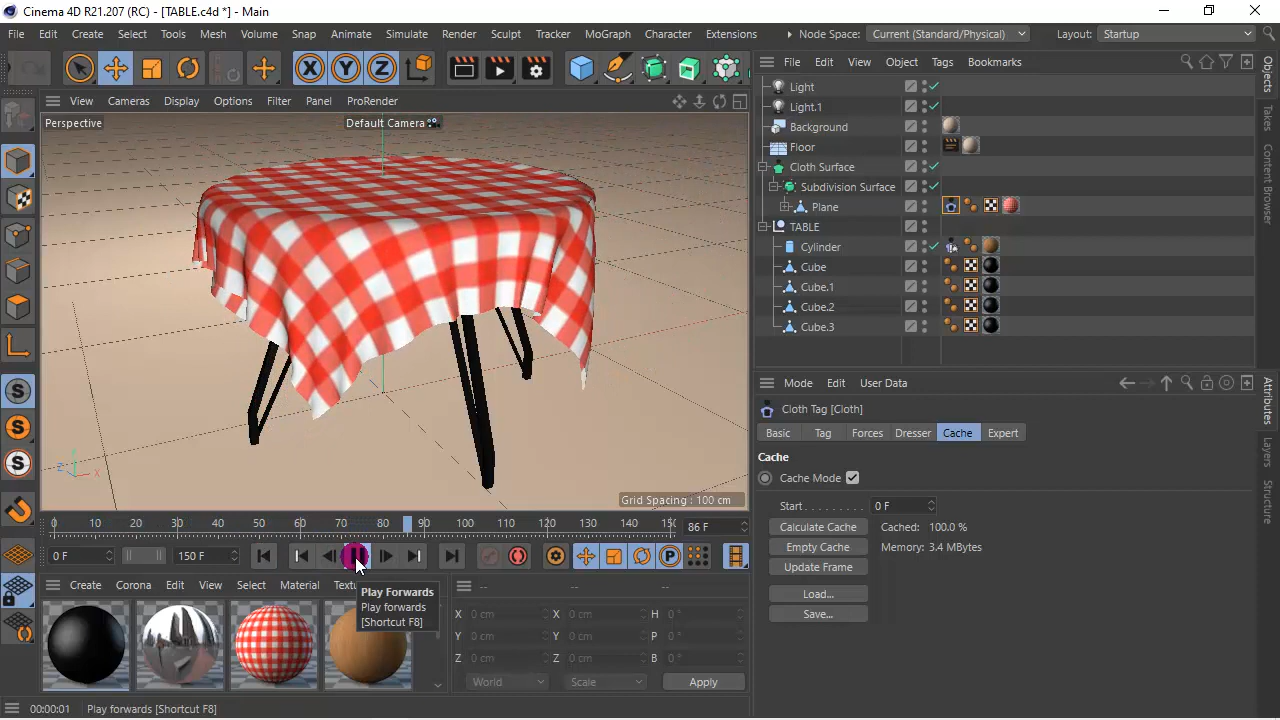 Cinema 4D R21.207 (RC) - [TABLE.c4d *] - Main
File Edit Create Select Tools Mesh Volume Snap Animate Simulate Render Sculpt Tracker MoGraph Character Extensions Node Space: Current (Standard/Physical) Layout: Startup
X Y Z
File Edit View Object Tags Bookmarks
View Cameras Display Options Filter Panel ProRender
Perspective
Default Camera
Light
Light.1
Background
Floor
Cloth Surface
Subdivision Surface
Plane
TABLE
Cylinder
Cube
Cube.1
Cube.2
Cube.3
Objects
Takes
Content Browser
Mode Edit User Data
Cloth Tag [Cloth]
Basic Tag Forces Dresser Cache Expert
Cache
Cache Mode
Start . . . . . . . . . 0 F
Calculate Cache Cached: 100.0 %
Empty Cache Memory: 3.4 MBytes
Update Frame
Load...
Save...
Attributes
Layers
Structure
S
S
S
Y
Z X
Grid Spacing : 100 cm
0 10 20 30 40 50 60 70 80 90 100 110 120 130 140 86 F
0 F 150 F
P
Play Forwards
Play forwards
[Shortcut F8]
Create Corona Edit View Select Material
-- -- --
X 0 cm X 0 cm H 0 °
Y 0 cm Y 0 cm P 0 °
Z 0 cm Z 0 cm B 0 °
World Scale Apply
00:00:01 Play forwards [Shortcut F8]